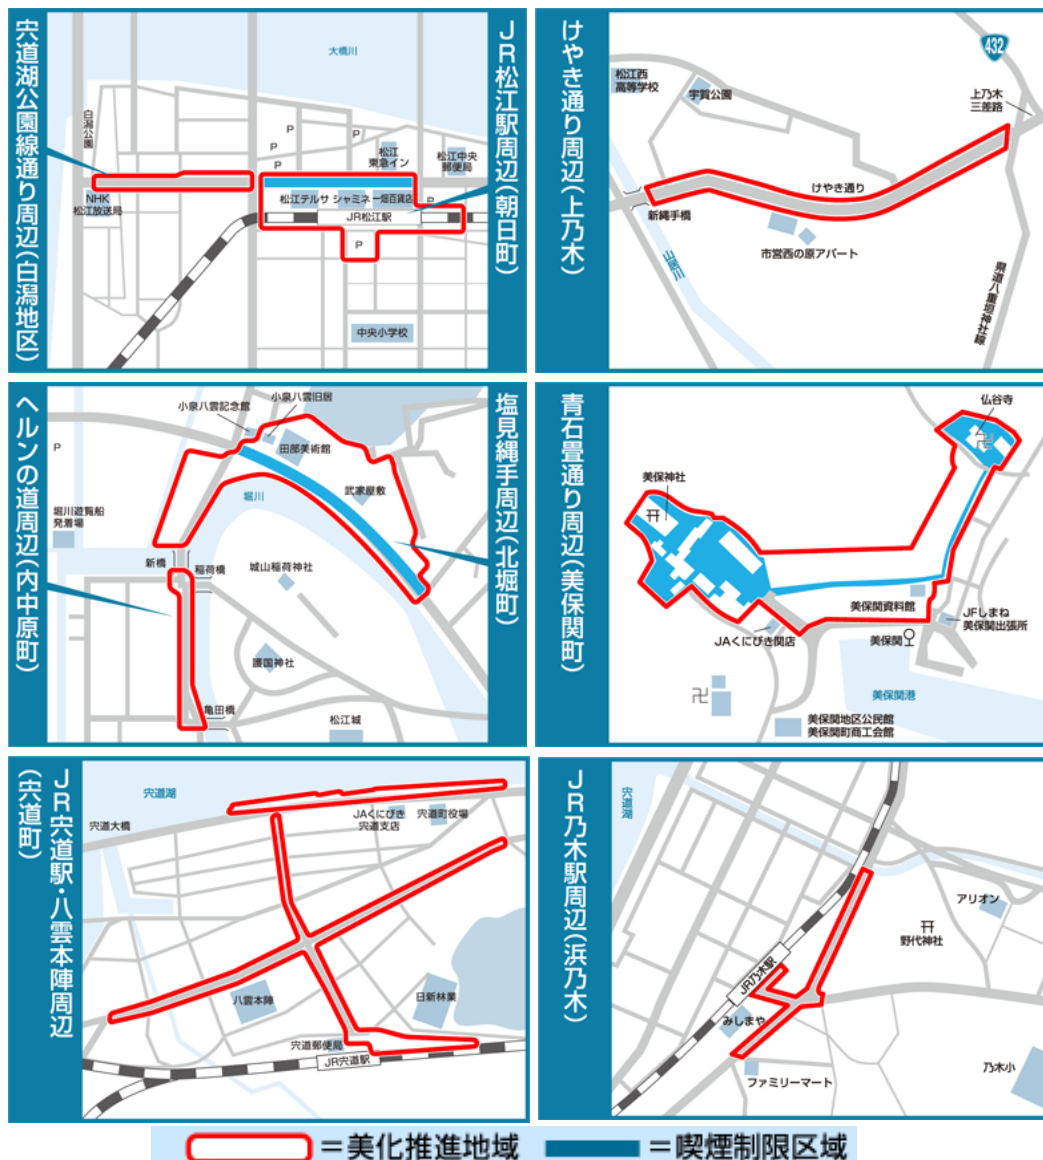 宍道湖公園線通り周辺(白潟地区)
JR松江駅周辺(朝日町)
大橋川
白潟公園
P
P
P
P
松江
東急イン
松江中央
郵便局
NHK
松江放送局
松江テルサ
シャミネ
一畑百貨店
P
JR松江駅
P
P
中央小学校
けやき通り周辺(上乃木)
432
松江西
高等学校
宇賀公園
上乃木
三差路
けやき通り
新縄手橋
市営西の原アパート
山居川
県道八重垣神社線
ヘルンの道周辺(内中原町)
塩見縄手周辺(北堀町)
小泉八雲記念館
小泉八雲旧居
田部美術館
P
武家屋敷
堀川
堀川遊覧船
発着場
新橋
稲荷橋
城山稲荷神社
護国神社
亀田橋
松江城
青石畳通り周辺(美保関町)
仏谷寺
卍
美保神社
美保関資料館
JFしまね
美保関出張所
JAくにびき関店
美保関
美保関港
卍
美保関地区公民館
美保関町商工会館
JR宍道駅・八雲本陣周辺
(宍道町)
宍道湖
宍道大橋
JAくにびき
宍道支店
宍道町役場
八雲本陣
日新林業
宍道郵便局
JR宍道駅
JR乃木駅周辺(浜乃木)
宍道湖
アリオン
野代神社
JR乃木駅
みしまや
ファミリーマート
乃木小
=美化推進地域
=喫煙制限区域